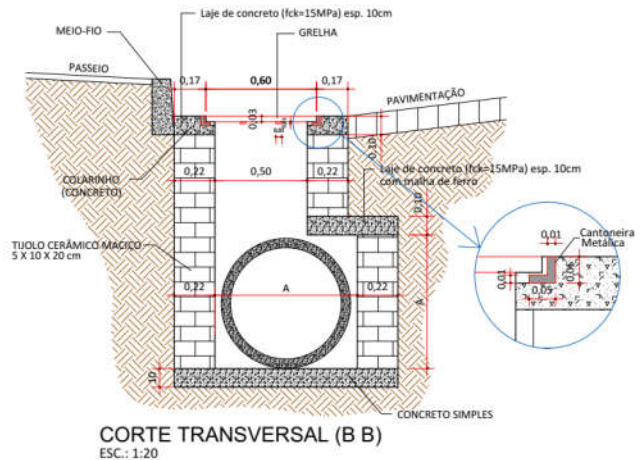 Laje de concreto (fck=15MPa) esp. 10cm
MEIO-FIO
GRELHA
PASSEIO
0,17
0,60
0,17
PAVIMENTAÇÃO
0,03
0,10
COLARINHO
(CONCRETO)
0,22
0,50
0,22
Laje de concreto (fck=15MPa) esp. 10cm
com malha de ferro
0,10
TIJOLO CERÂMICO MACIÇO
5 X 10 X 20 cm
0,01
Cantoneira
Metálica
0,01
0,06
0,05
0,22
A
0,22
A
10
CONCRETO SIMPLES
CORTE TRANSVERSAL (B B)
ESC.: 1:20